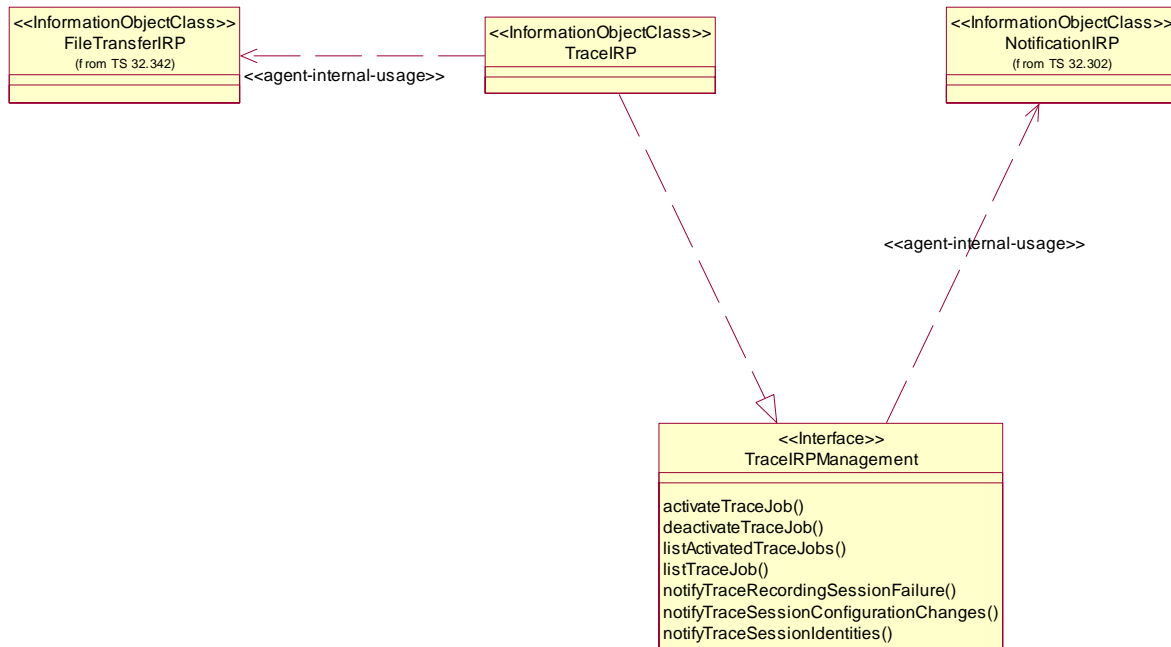 <<InformationObjectClass>>
FileTransferIRP
(from TS 32.342)
<<agent-internal-usage>>
<<InformationObjectClass>>
TraceIRP
<<InformationObjectClass>>
NotificationIRP
(from TS 32.302)
<<agent-internal-usage>>
<<Interface>>
TraceIRPManagement
activateTraceJob()
deactivateTraceJob()
listActivatedTraceJobs()
listTraceJob()
notifyTraceRecordingSessionFailure()
notifyTraceSessionConfigurationChanges()
notifyTraceSessionIdentities()